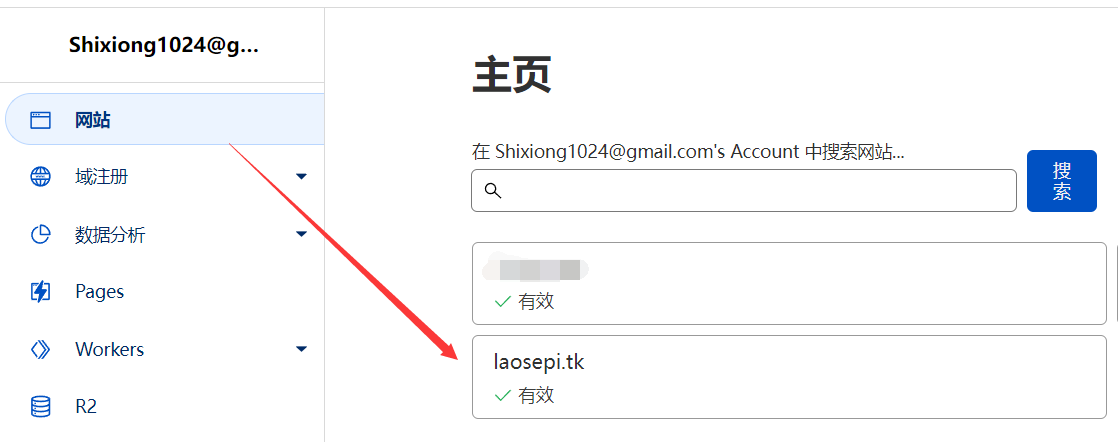 Shixiong1024@g...
网站
域注册
数据分析
Pages
Workers
R2
主页
在 Shixiong1024@gmail.com's Account 中搜索网站...
搜
索
有效
laosepi.tk
有效